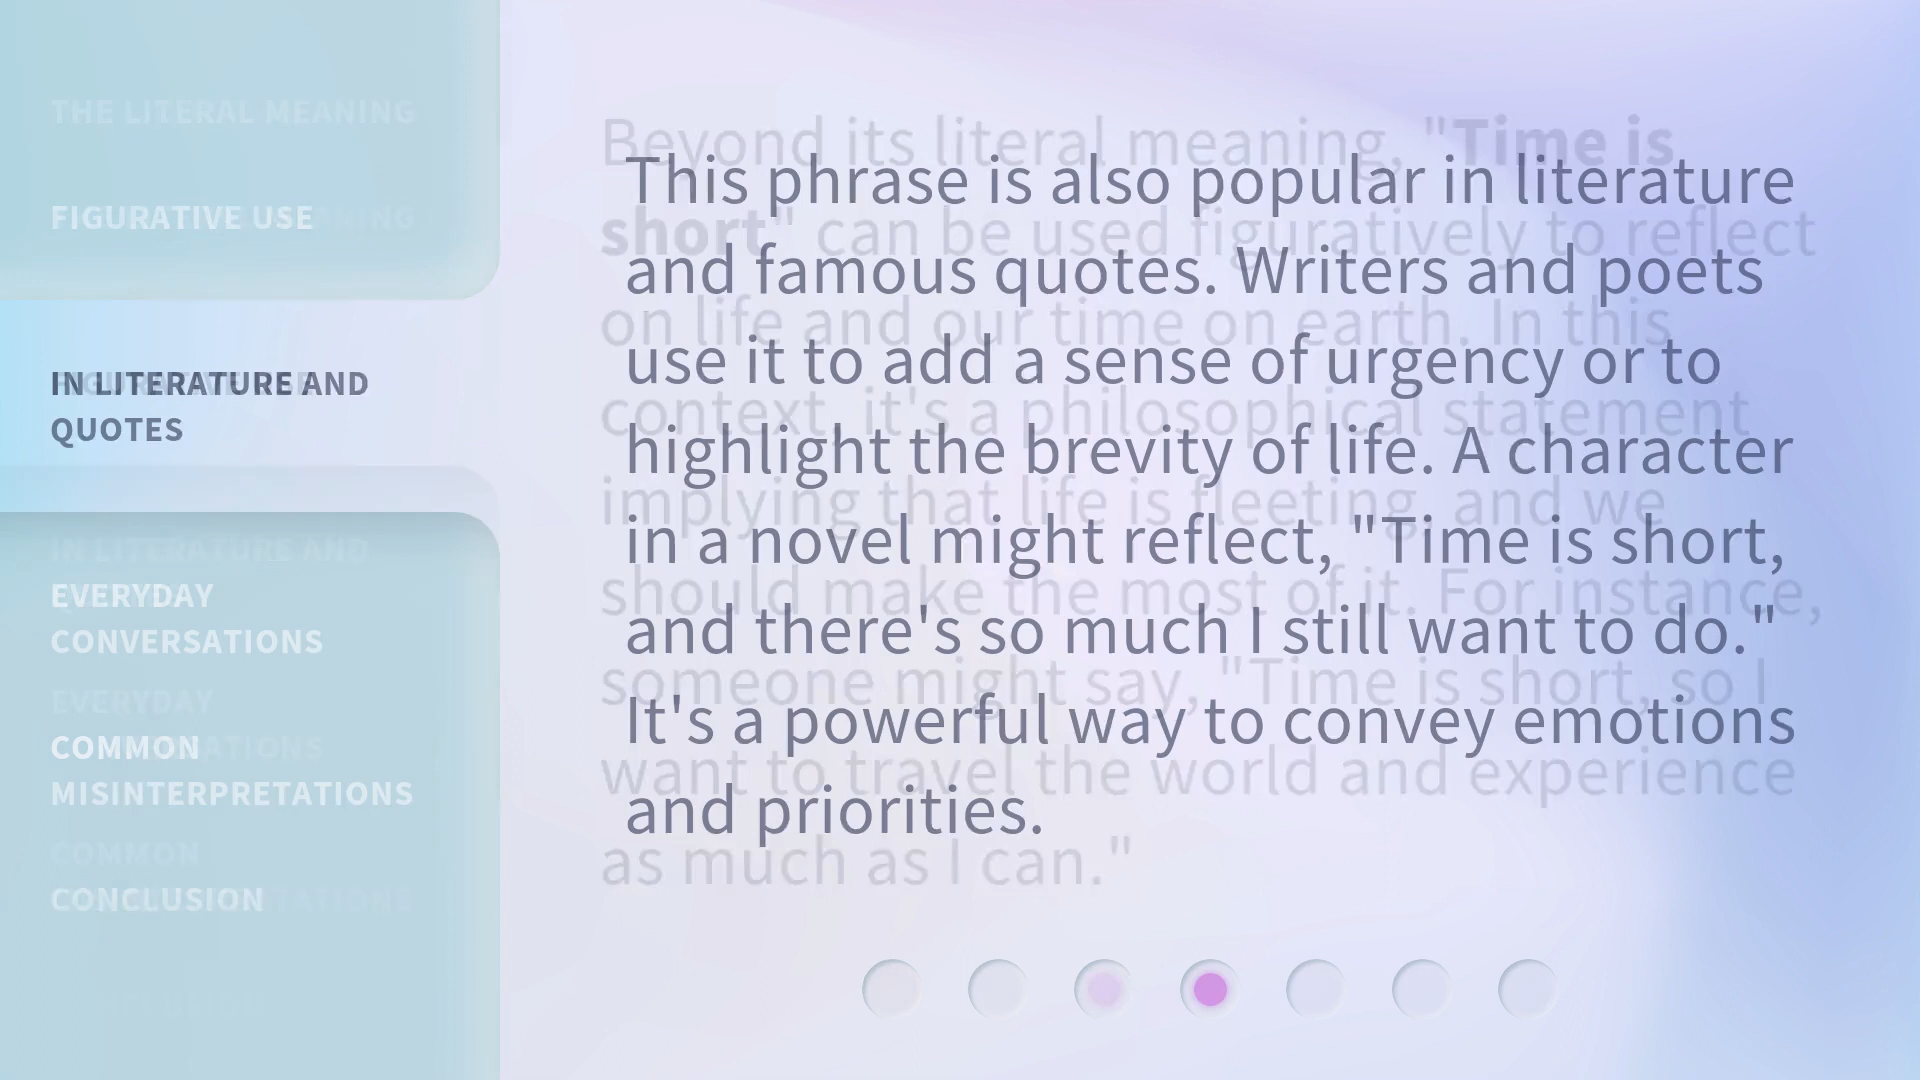 THE LITERAL MEANING
FIGURATIVE USE
IN LITERATURE AND
QUOTES
IN LITERATURE AND
EVERYDAY
CONVERSATIONS
EVERYDAY
COMMON
MISINTERPRETATIONS
COMMON
CONCLUSION
This phrase is also popular in literature
and famous quotes. Writers and poets
use it to add a sense of urgency or to
highlight the brevity of life. A character
in a novel might reflect, "Time is short,
and there's so much I still want to do."
It's a powerful way to convey emotions
and priorities.
Beyond its literal meaning, "Time is
short" can be used figuratively to reflect
on life and our time on earth. In this
context, it's a philosophical statement
implying that life is fleeting, and we
should make the most of it. For instance,
someone might say, "Time is short, so I
want to travel the world and experience
as much as I can."